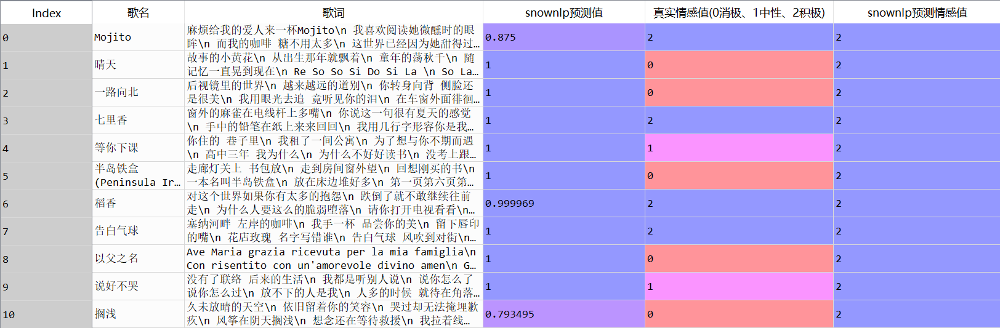 Index 歌名 歌词 snownlp预测值 真实情感值(0消极、1中性、2积极) snownlp预测情感值
0 Mojito 麻烦给我的爱人来一杯Mojito\n 我喜欢阅读她微醺时的眼
眸\n 而我的咖啡 糖不用太多\n 这世界已经因为她甜得过… 0.875 2 2
1 晴天 故事的小黄花\n 从出生那年就飘着\n 童年的荡秋千\n 随
记忆一直晃到现在\n Re So So Si Do Si La \n So La… 1 0 2
2 一路向北 后视镜里的世界\n 越来越远的道别\n 你转身向背 侧脸还
是很美\n 我用眼光去追 竟听见你的泪\n 在车窗外面徘徊… 1 0 2
3 七里香 窗外的麻雀在电线杆上多嘴\n 你说这一句很有夏天的感觉
\n 手中的铅笔在纸上来来回回\n 我用几行字形容你是我… 1 2 2
4 等你下课 你住的 巷子里\n 我租了一间公寓\n 为了想与你不期而遇
\n 高中三年 我为什么\n 为什么不好好读书\n 没考上跟… 1 1 2
5 半岛铁盒 走廊灯关上 书包放\n 走到房间窗外望\n 回想刚买的书\n
(Peninsula Ir… 一本名叫半岛铁盒\n 放在床边堆好多\n 第一页第六页第… 1 0 2
6 稻香 对这个世界如果你有太多的抱怨\n 跌倒了就不敢继续往前
走\n 为什么人要这么的脆弱堕落\n 请你打开电视看看\n… 0.999969 2 2
7 告白气球 塞纳河畔 左岸的咖啡\n 我手一杯 品尝你的美\n 留下唇印
的嘴\n 花店玫瑰 名字写错谁\n 告白气球 风吹到对街\n… 1 2 2
8 以父之名 Ave Maria grazia ricevuta per la mia famiglia\n
Con risentito con un'amorevole divino amen\n G… 1 0 2
9 说好不哭 没有了联络 后来的生活\n 我都是听别人说\n 说你怎么了
说你怎么过\n 放不下的人是我\n 人多的时候 就待在角落… 1 1 2
10 搁浅 久未放晴的天空\n 依旧留着你的笑容\n 哭过却无法掩埋歉
疚\n 风筝在阴天搁浅\n 想念还在等待救援\n 我拉着线… 0.793495 0 2